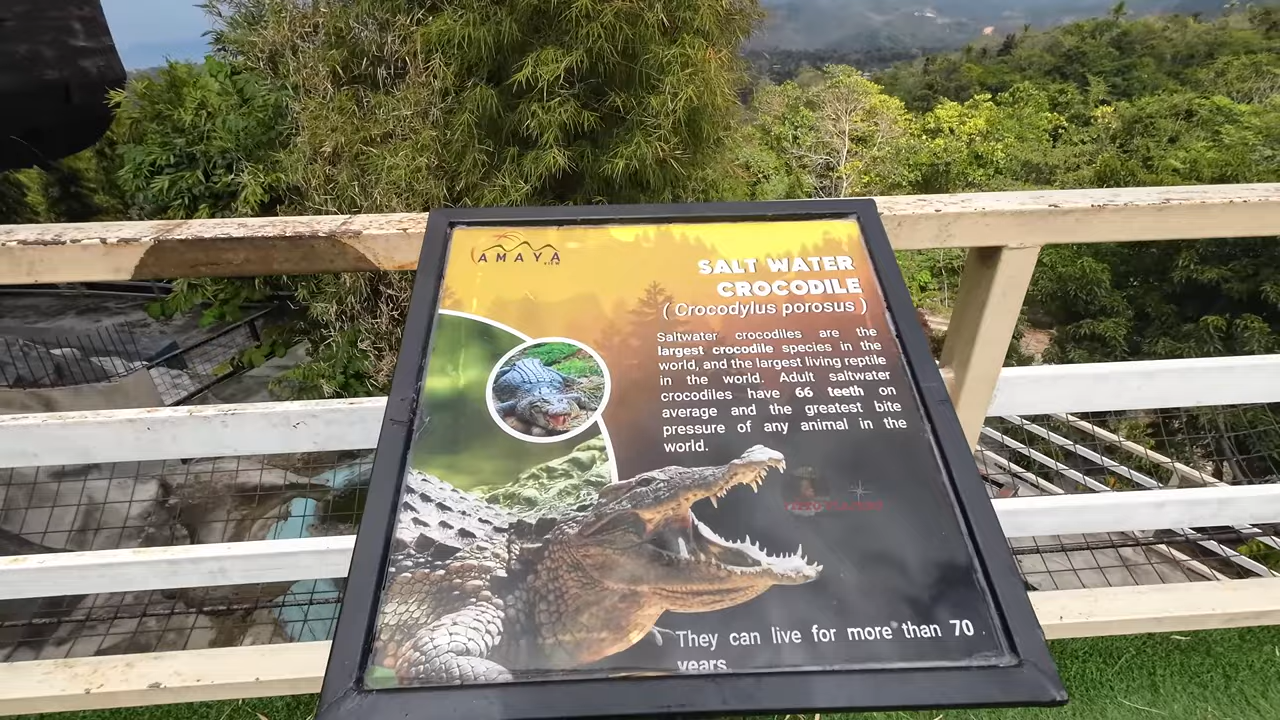 AMAYA
VIEW
SALT WATER
CROCODILE
( Crocodylus porosus )
Saltwater crocodiles are the
largest crocodile species in the
world, and the largest living reptile
in the world. Adult saltwater
crocodiles have 66 teeth on
average and the greatest bite
pressure of any animal in the
world.
They can live for more than 70
years.